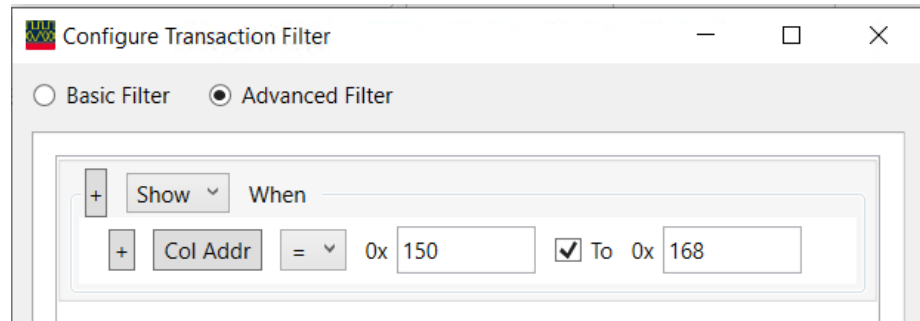 Configure Transaction Filter
Basic Filter Advanced Filter
+ Show When
+ Col Addr = 0x 150 To 0x 168